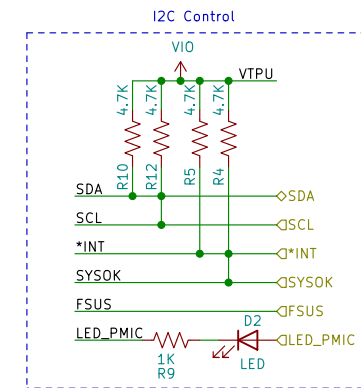 I2C Control
VIO
VTPU
4.7K 4.7K 4.7K 4.7K
R10 R12 R5 R4
SDA SDA
SCL SCL
*INT *INT
SYSOK SYSOK
FSUS FSUS
D2
LED_PMIC LED_PMIC
1K LED
R9